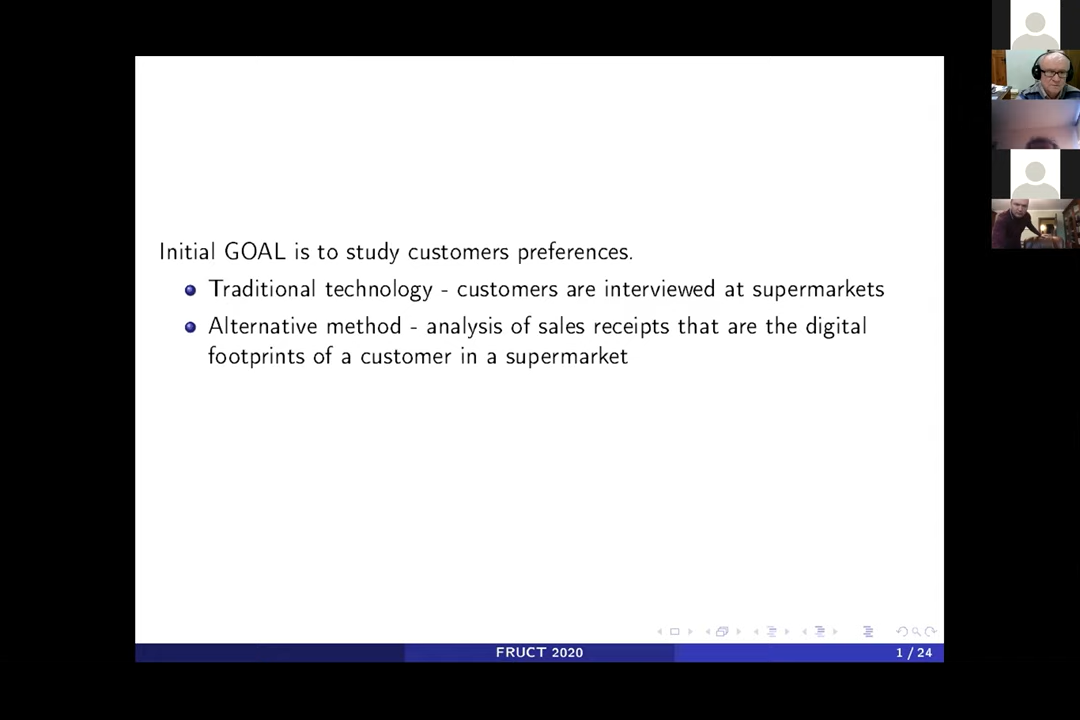 Initial GOAL is to study customers preferences.
Traditional technology - customers are interviewed at supermarkets
Alternative method - analysis of sales receipts that are the digital
footprints of a customer in a supermarket
FRUCT 2020
1 / 24